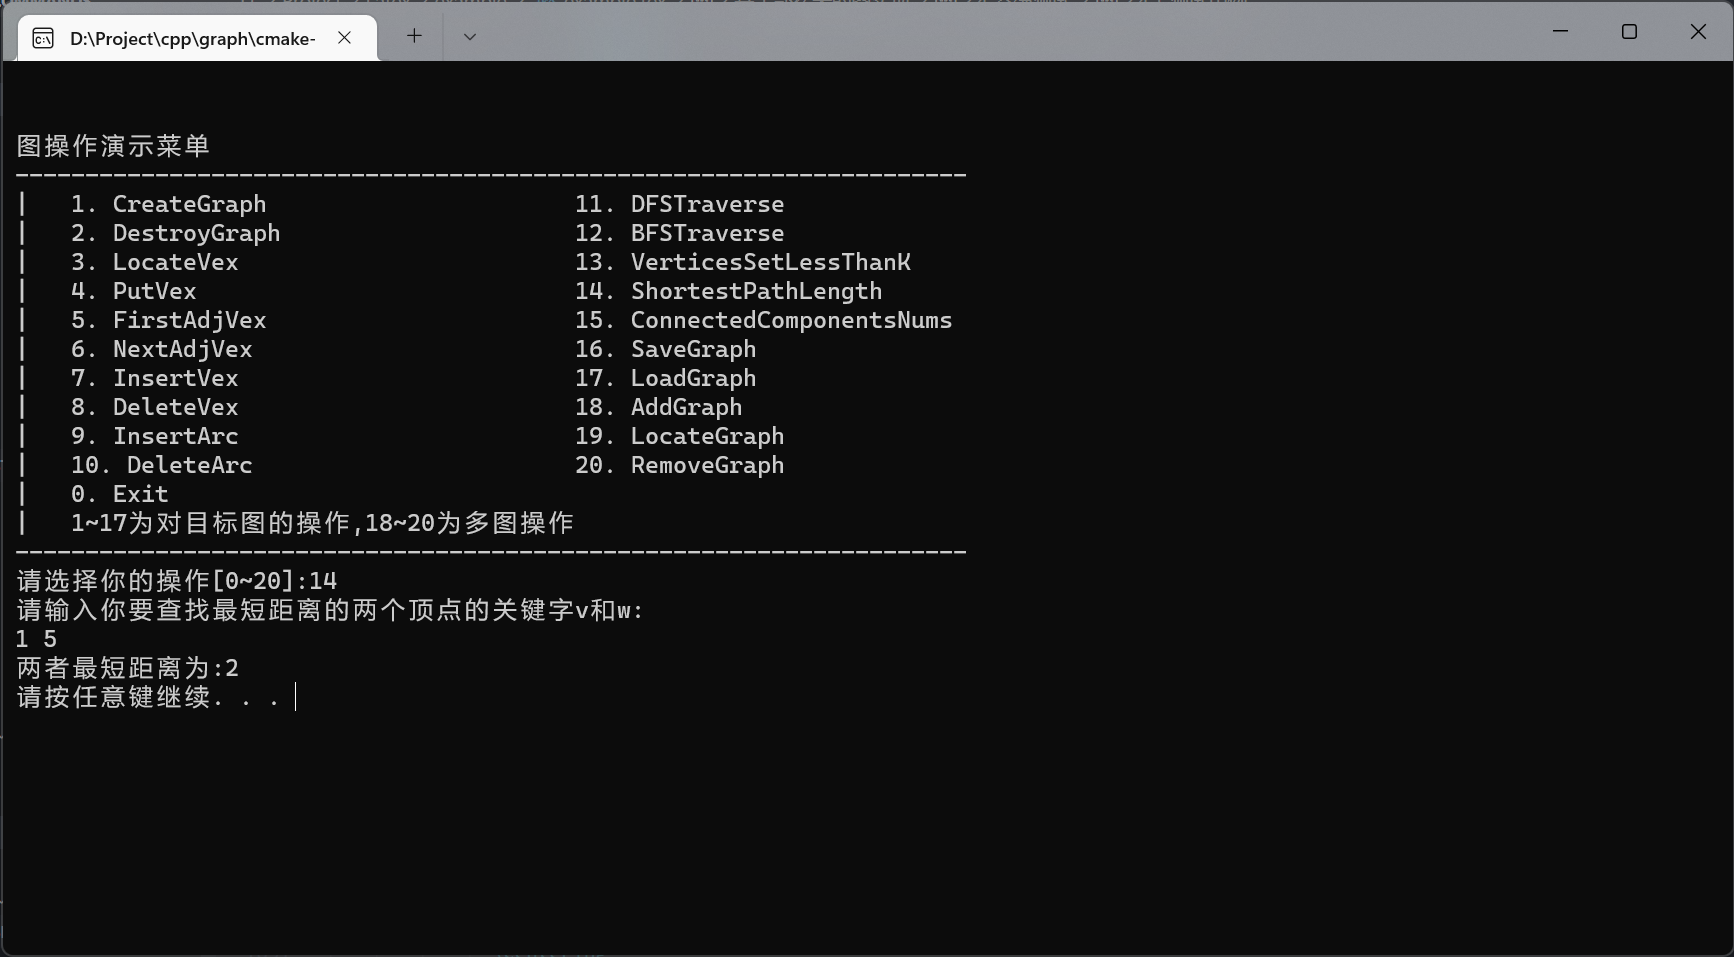 D:\Project\cpp\graph\cmake-
图操作演示菜单
--------------------------------------------------------------------
|   1. CreateGraph                      11. DFSTraverse
|   2. DestroyGraph                     12. BFSTraverse
|   3. LocateVex                        13. VerticesSetLessThanK
|   4. PutVex                           14. ShortestPathLength
|   5. FirstAdjVex                      15. ConnectedComponentsNums
|   6. NextAdjVex                       16. SaveGraph
|   7. InsertVex                        17. LoadGraph
|   8. DeleteVex                        18. AddGraph
|   9. InsertArc                        19. LocateGraph
|   10. DeleteArc                       20. RemoveGraph
|   0. Exit
|   1~17为对目标图的操作,18~20为多图操作
--------------------------------------------------------------------
请选择你的操作[0~20]:14
请输入你要查找最短距离的两个顶点的关键字v和w:
1 5
两者最短距离为:2
请按任意键继续. . .